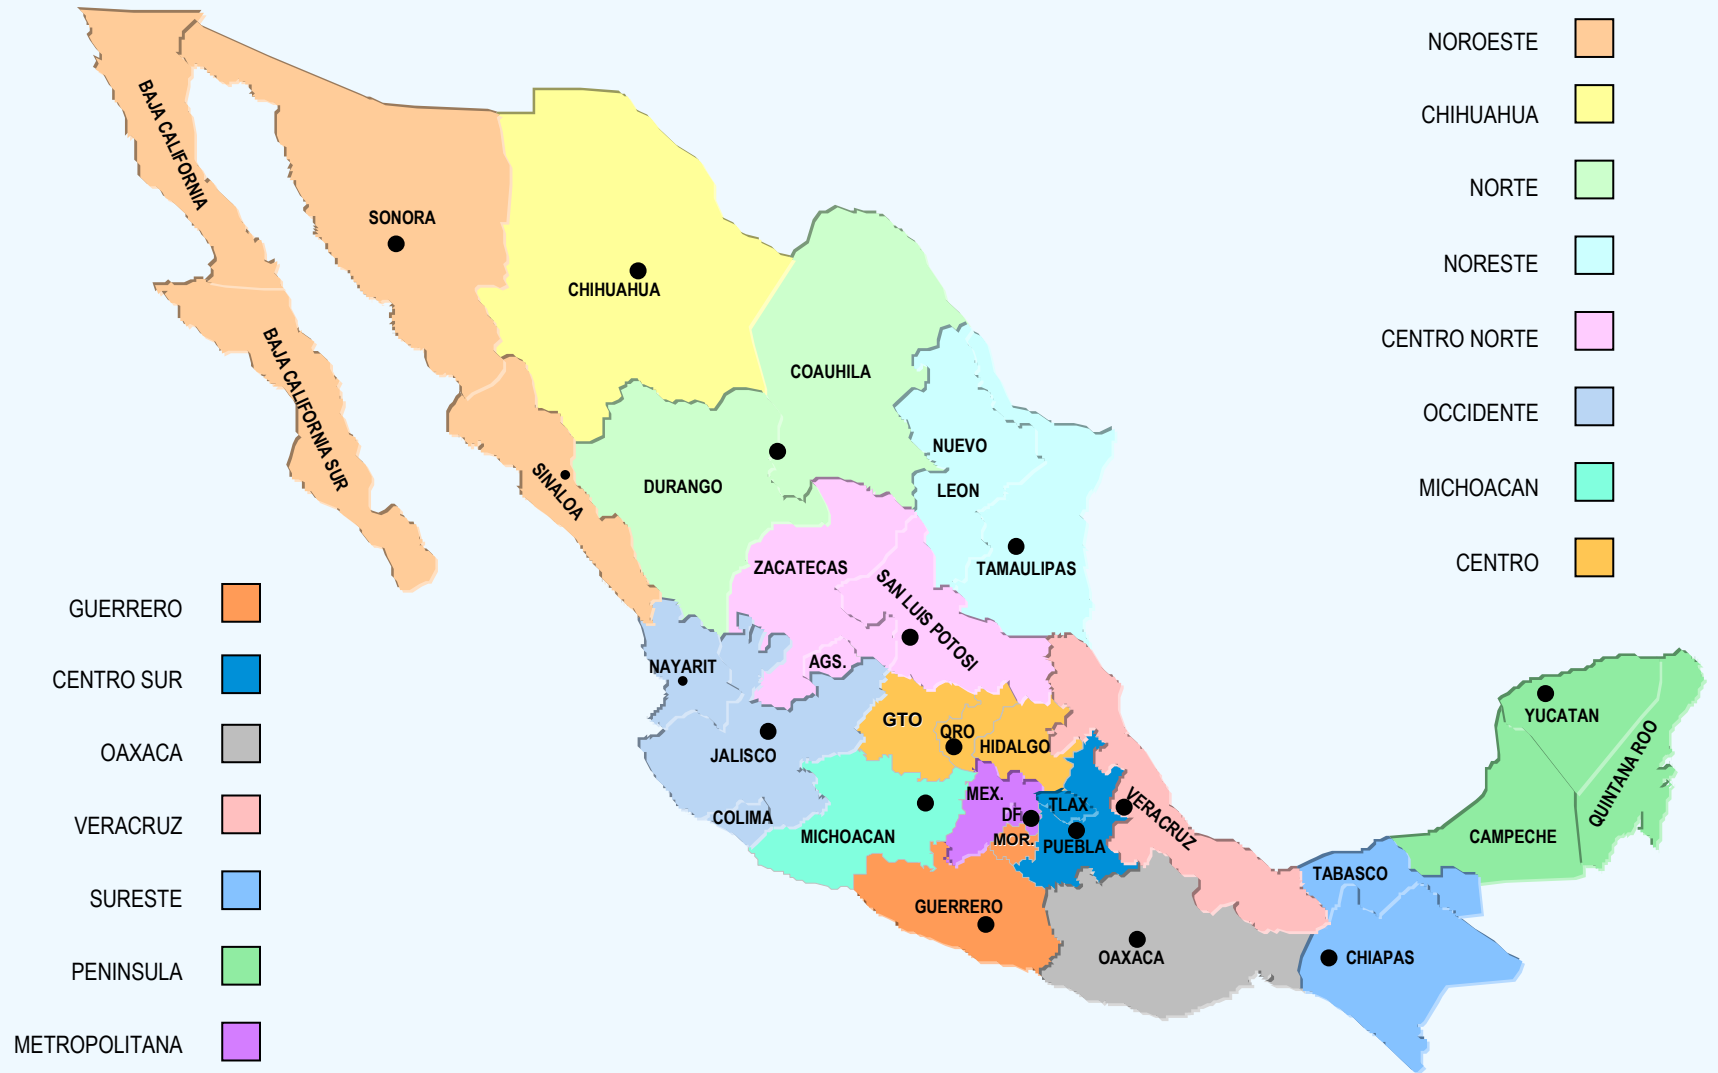 NOROESTE
CHIHUAHUA
NORTE
NORESTE
CENTRO NORTE
OCCIDENTE
MICHOACAN
CENTRO
BAJA CALIFORNIA
SONORA
CHIHUAHUA
BAJA CALIFORNIA SUR
COAUHILA
NUEVO
LEON
DURANGO
SINALOA
TAMAULIPAS
ZACATECAS
SAN LUIS POTOSI
AGS.
NAYARIT
GTO
QRO
HIDALGO
JALISCO
COLIMA
MICHOACAN
MEX.
DF.
MOR.
TLAX.
PUEBLA
VERACRUZ
GUERRERO
OAXACA
TABASCO
CHIAPAS
YUCATAN
CAMPECHE
QUINTANA ROO
GUERRERO
CENTRO SUR
OAXACA
VERACRUZ
SURESTE
PENINSULA
METROPOLITANA